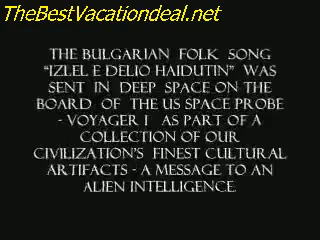 TheBestVacationdeal.net
THE BULGARIAN FOLK SONG
"IZLEL E DELIO HAIDUTIN" WAS
SENT IN DEEP SPACE ON THE
BOARD OF THE US SPACE PROBE
- VOYAGER I AS PART OF A
COLLECTION OF OUR
CIVILIZATION'S FINEST CULTURAL
ARTIFACTS - A MESSAGE TO AN
ALIEN INTELLIGENCE